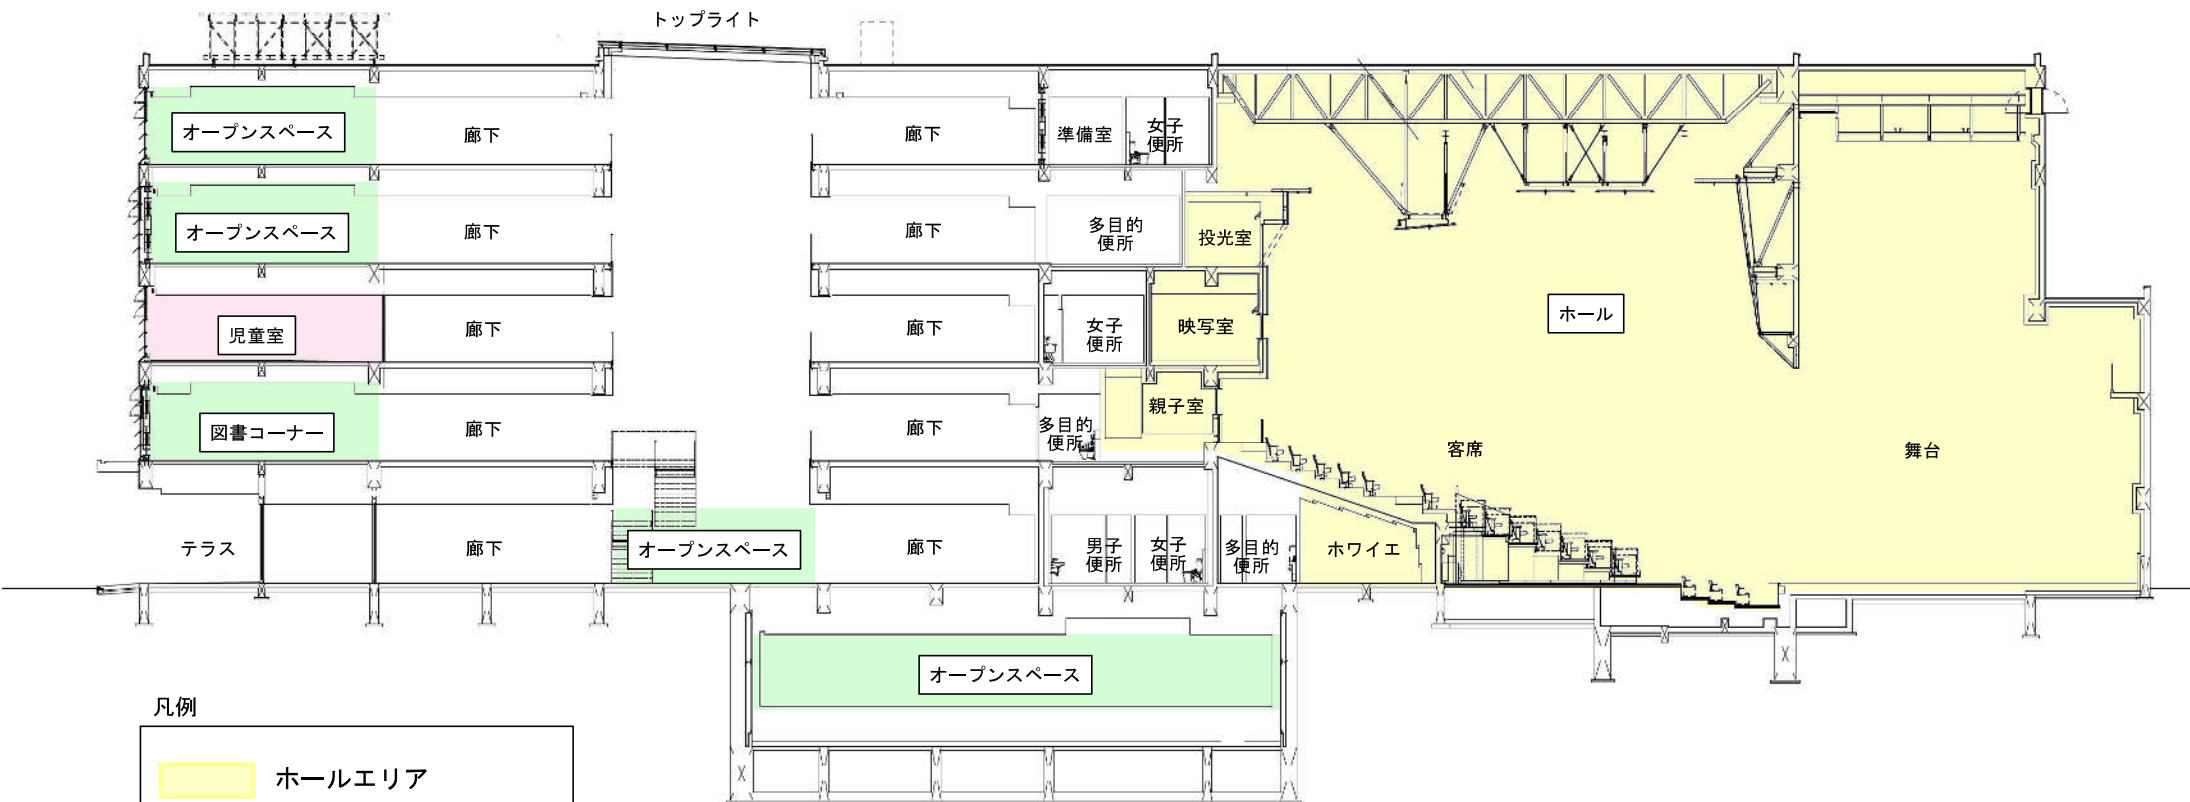 トップライト
オープンスペース
廊下
廊下
準備室
女子
便所
オープンスペース
廊下
廊下
多目的
便所
投光室
児童室
廊下
廊下
女子
便所
映写室
ホール
図書コーナー
廊下
廊下
多目的
便所
親子室
客席
舞台
テラス
廊下
オープンスペース
廊下
男子
便所
女子
便所
多目的
便所
ホワイエ
オープンスペース
凡例
ホールエリア